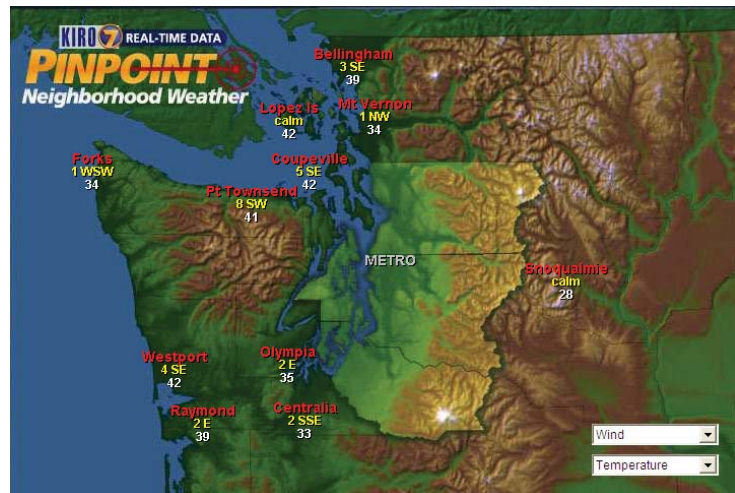 KIRO 7 REAL-TIME DATA
PINPOINT
Neighborhood Weather
Bellingham
3 SE
39
Lopez Is
calm
42
Mt Vernon
1 NW
34
Forks
1 WSW
34
Coupeville
5 SE
42
Pt Townsend
8 SW
41
METRO
Snoqualmie
calm
28
Westport
4 SE
42
Olympia
2 E
35
Raymond
2 E
39
Centralia
2 SSE
33
Wind
Temperature